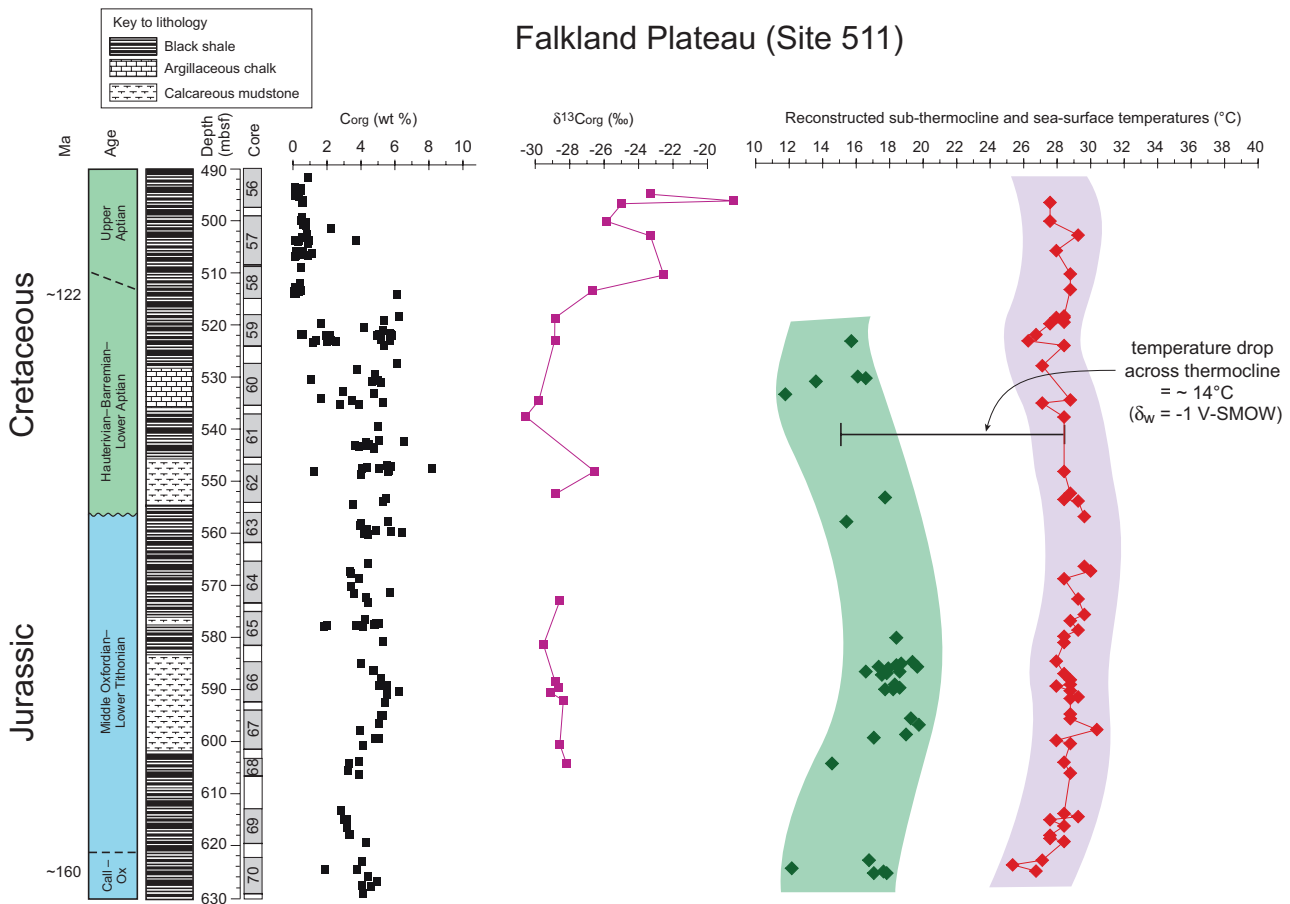 Falkland Plateau (Site 511)
Key to lithology
Black shale
Argillaceous chalk
Calcareous mudstone
Ma
Age
Depth
(mbsf)
Core
Corg (wt %)
0 2 4 6 8 10
δ13Corg (‰)
-30 -28 -26 -24 -22 -20
Reconstructed sub-thermocline and sea-surface temperatures (°C)
10 12 14 16 18 20 22 24 26 28 30 32 34 36 38 40
Cretaceous
Jurassic
~122
~160
Upper
Aptian
Hauterivian–Barremian–
Lower Aptian
Middle Oxfordian–
Lower Tithonian
Call –
Ox
490
500
510
520
530
540
550
560
570
580
590
600
610
620
630
56
57
58
59
60
61
62
63
64
65
66
67
68
69
70
temperature drop
across thermocline
= ~ 14°C
(δw = -1 V-SMOW)